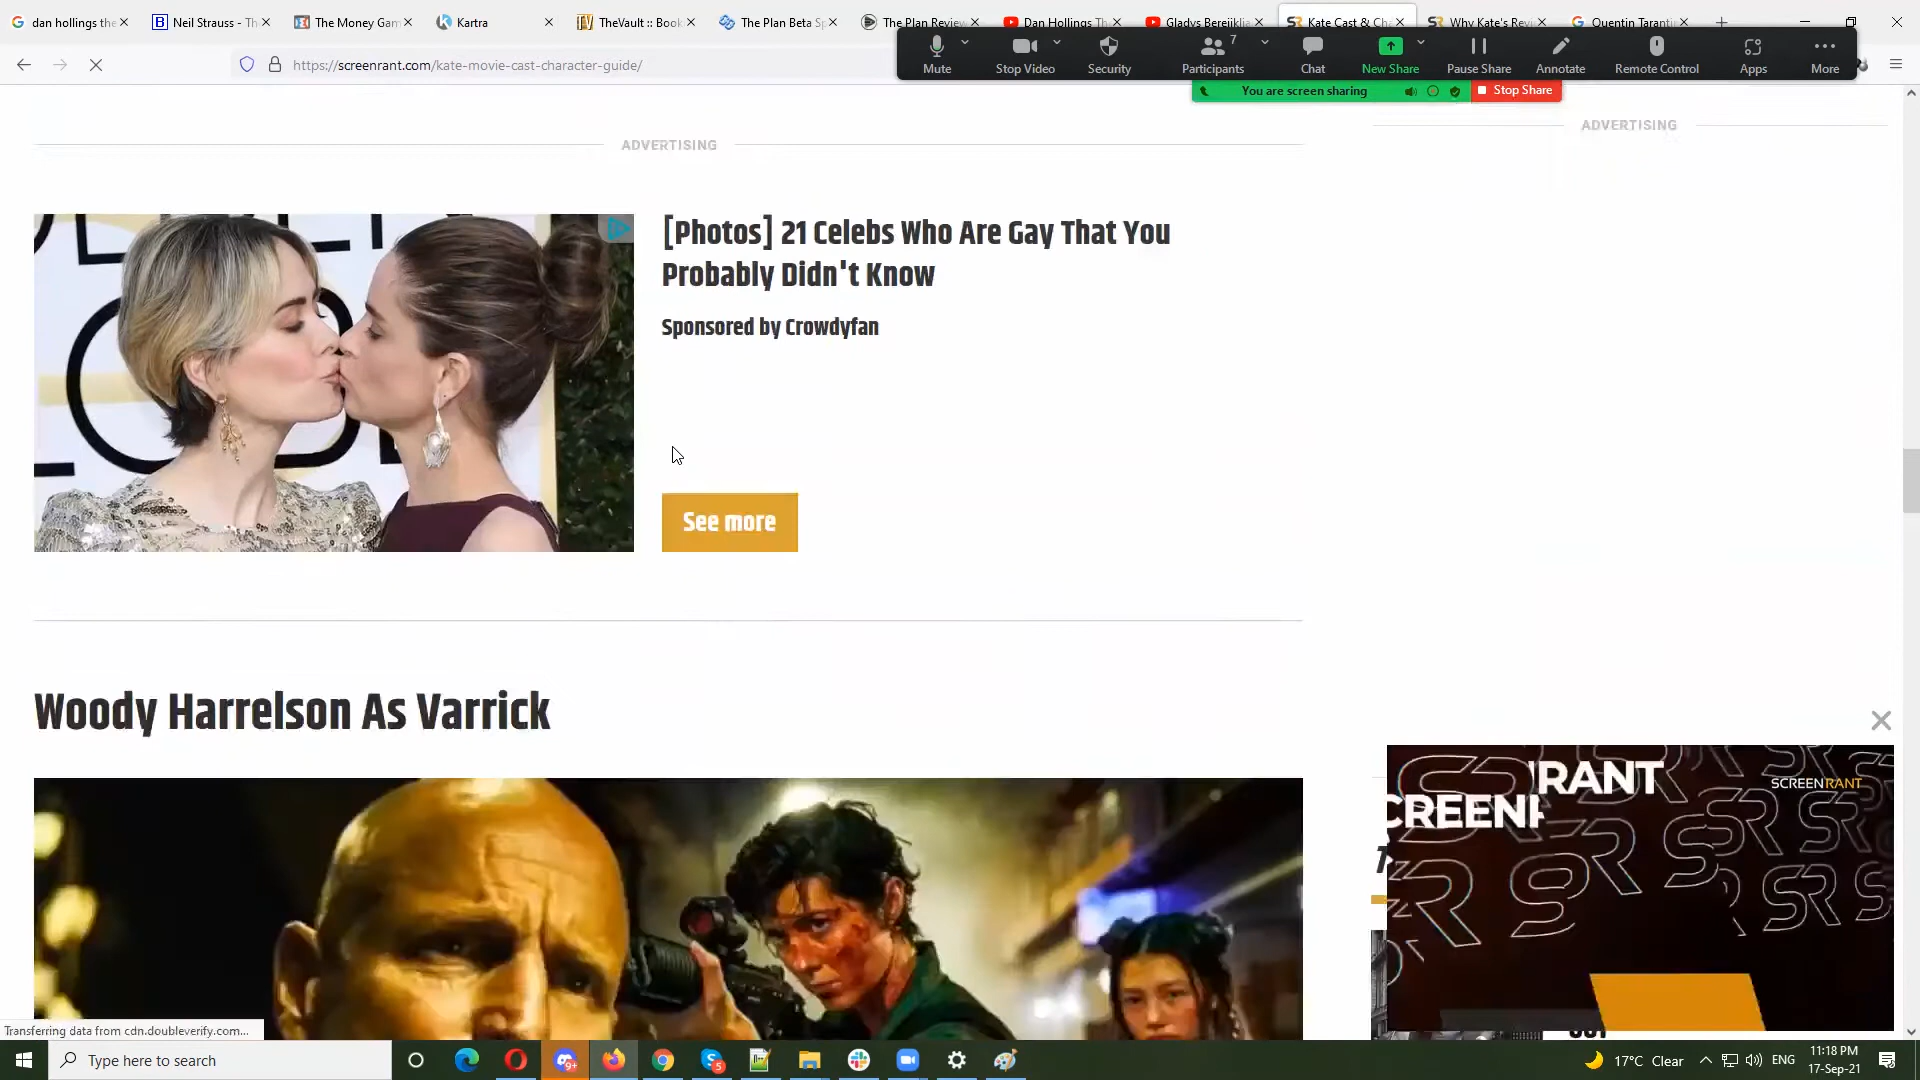 dan hollings the
Neil Strauss - Th
The Money Gam
Kartra
TheVault :: Book
The Plan Beta Sp
The Plan Review
Dan Hollings Th
Gladys Berejiklia
Kate Cast & Cha
Why Kate's Revi
Quentin Taranti
https://screenrant.com/kate-movie-cast-character-guide/
Mute
Stop Video
Security
Participants
7
Chat
New Share
Pause Share
Annotate
Remote Control
Apps
More
You are screen sharing
Stop Share
ADVERTISING
ADVERTISING
[Photos] 21 Celebs Who Are Gay That You
Probably Didn't Know
Sponsored by Crowdyfan
See more
Woody Harrelson As Varrick
SCREENRANT
Transferring data from cdn.doubleverify.com...
Type here to search
9+
5
17°C Clear
ENG
11:18 PM
17-Sep-21